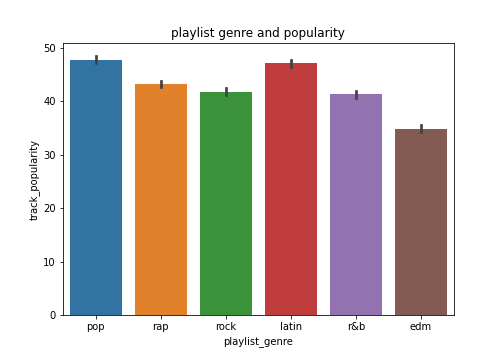 playlist genre and popularity
50
40
30
20
10
0
track_popularity
pop rap rock latin r&b edm
playlist_genre